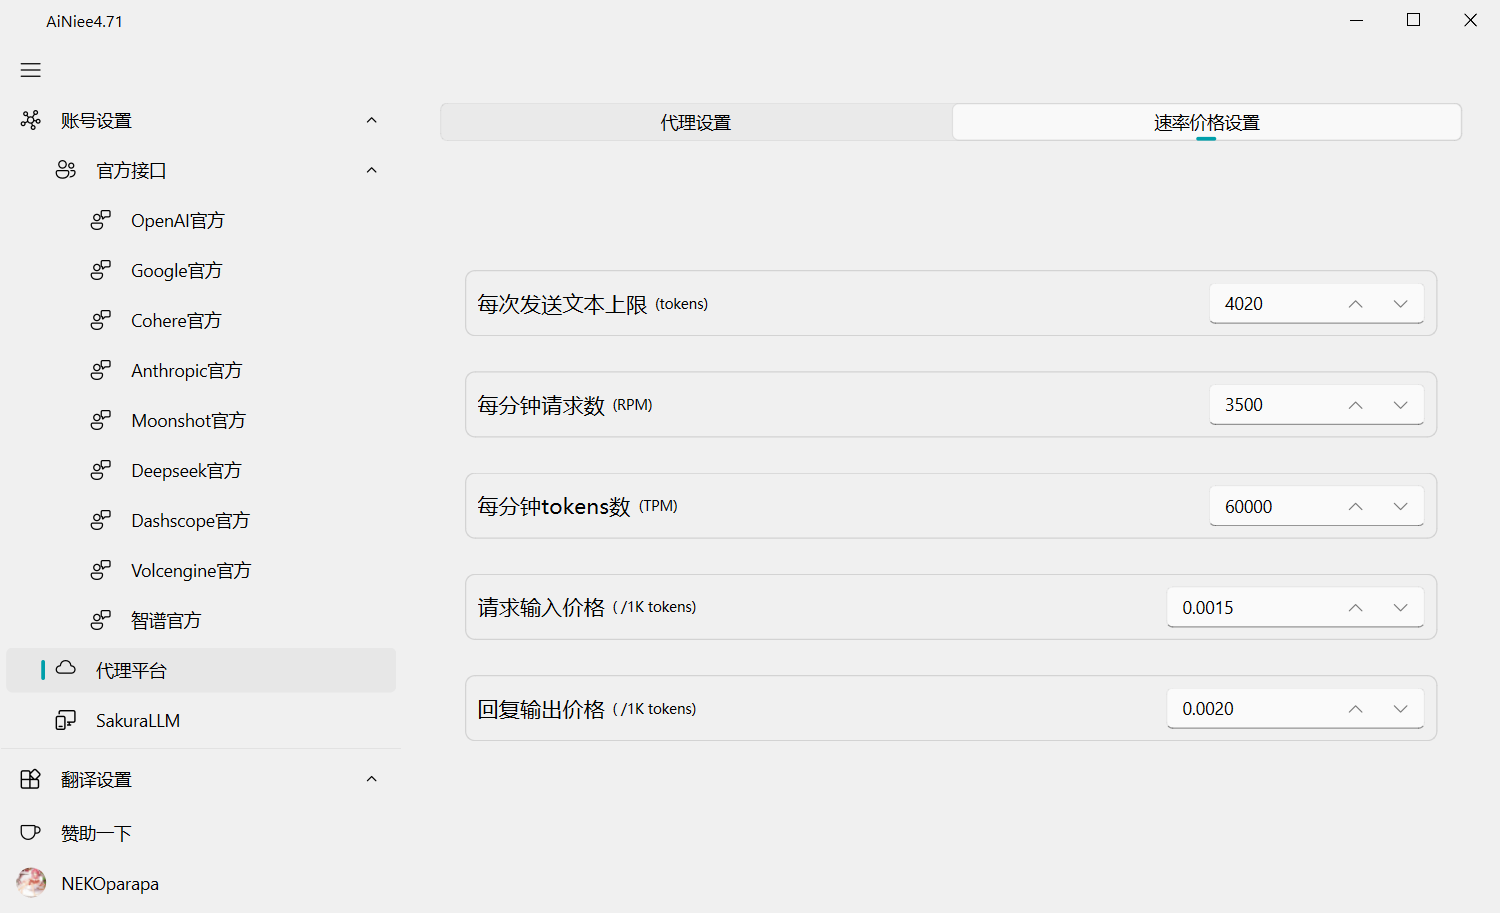 AiNiee4.71
账号设置
官方接口
OpenAI官方
Google官方
Cohere官方
Anthropic官方
Moonshot官方
Deepseek官方
Dashscope官方
Volcengine官方
智谱官方
代理平台
SakuraLLM
翻译设置
赞助一下
NEKOparapa
代理设置
速率价格设置
每次发送文本上限 (tokens) 4020
每分钟请求数 (RPM) 3500
每分钟tokens数 (TPM) 60000
请求输入价格 ( /1K tokens) 0.0015
回复输出价格 ( /1K tokens) 0.0020